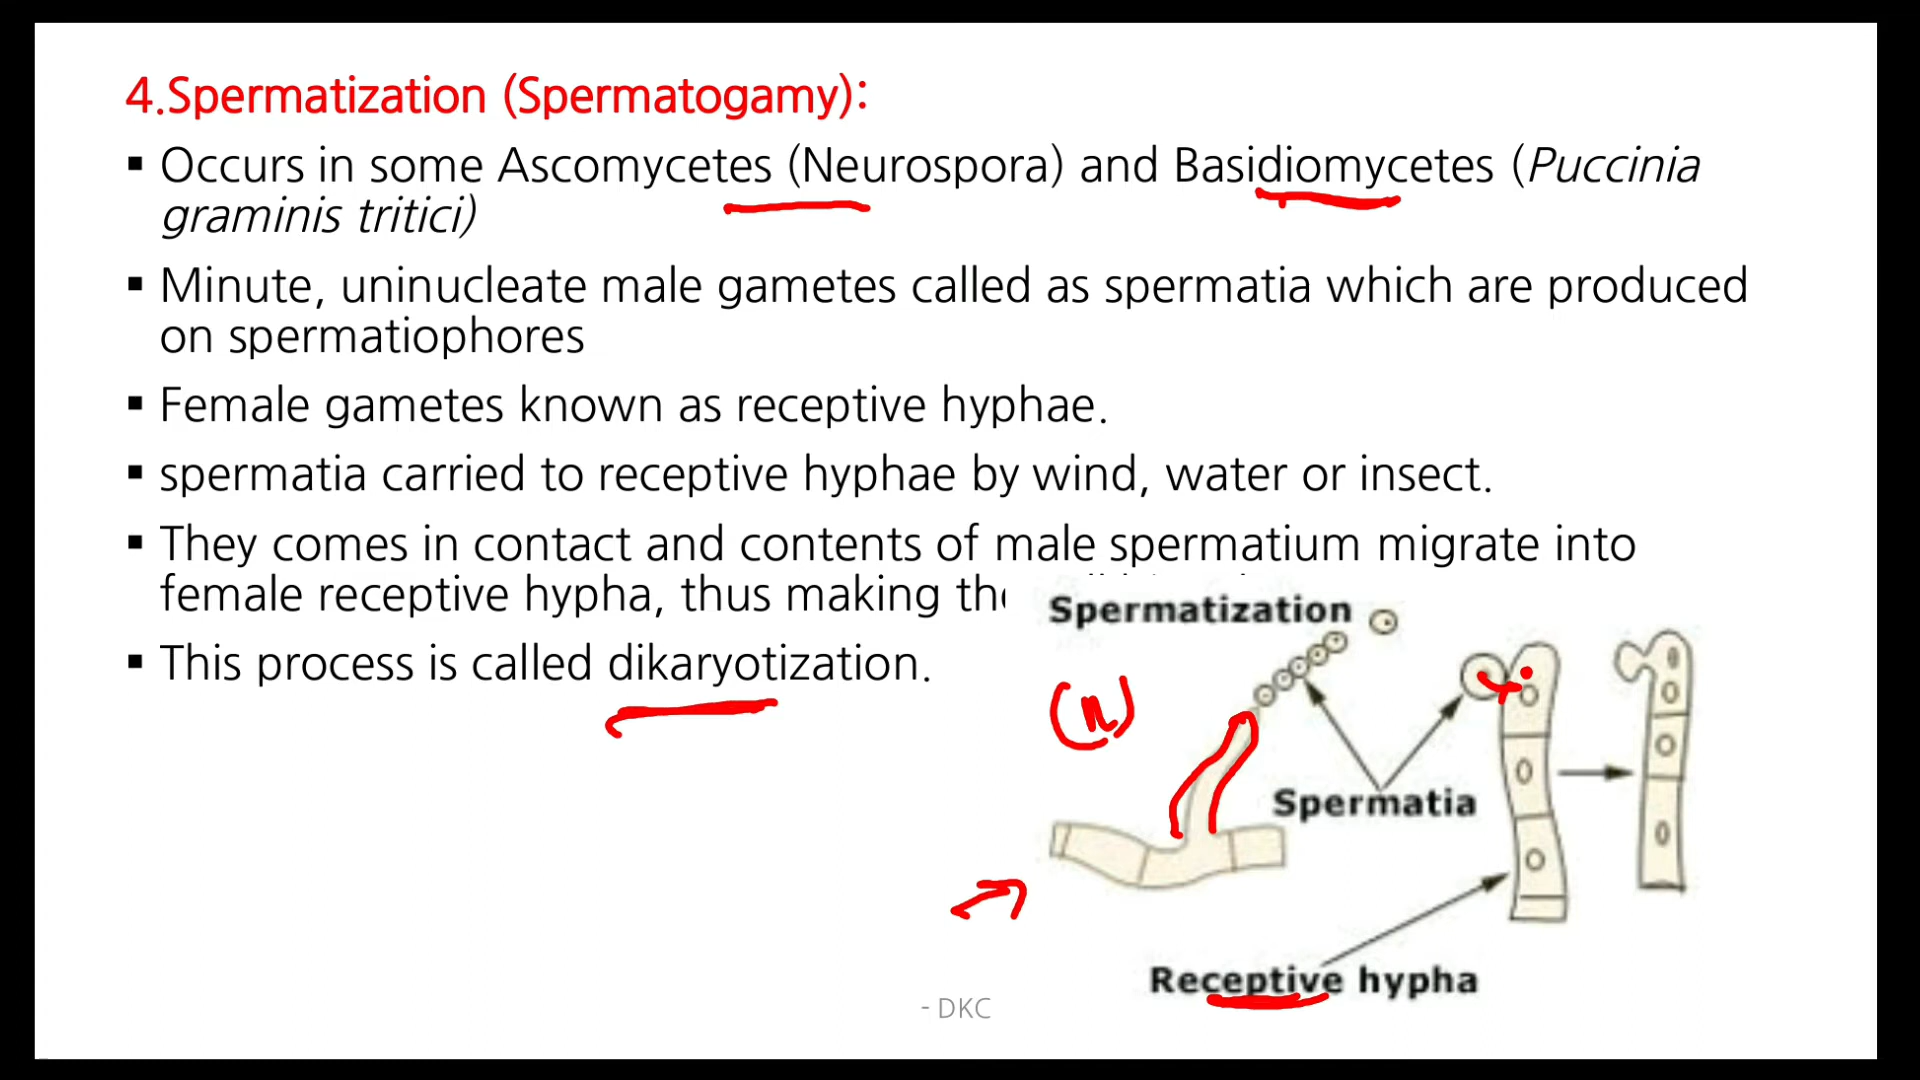 4.Spermatization (Spermatogamy):
▪ Occurs in some Ascomycetes (Neurospora) and Basidiomycetes (Puccinia
graminis tritici)
▪ Minute, uninucleate male gametes called as spermatia which are produced
on spermatiophores
▪ Female gametes known as receptive hyphae.
▪ spermatia carried to receptive hyphae by wind, water or insect.
▪ They comes in contact and contents of male spermatium migrate into
female receptive hypha, thus making
▪ This process is called dikaryotization.
Spermatization
(n)
Spermatia
Receptive hypha
- DKC